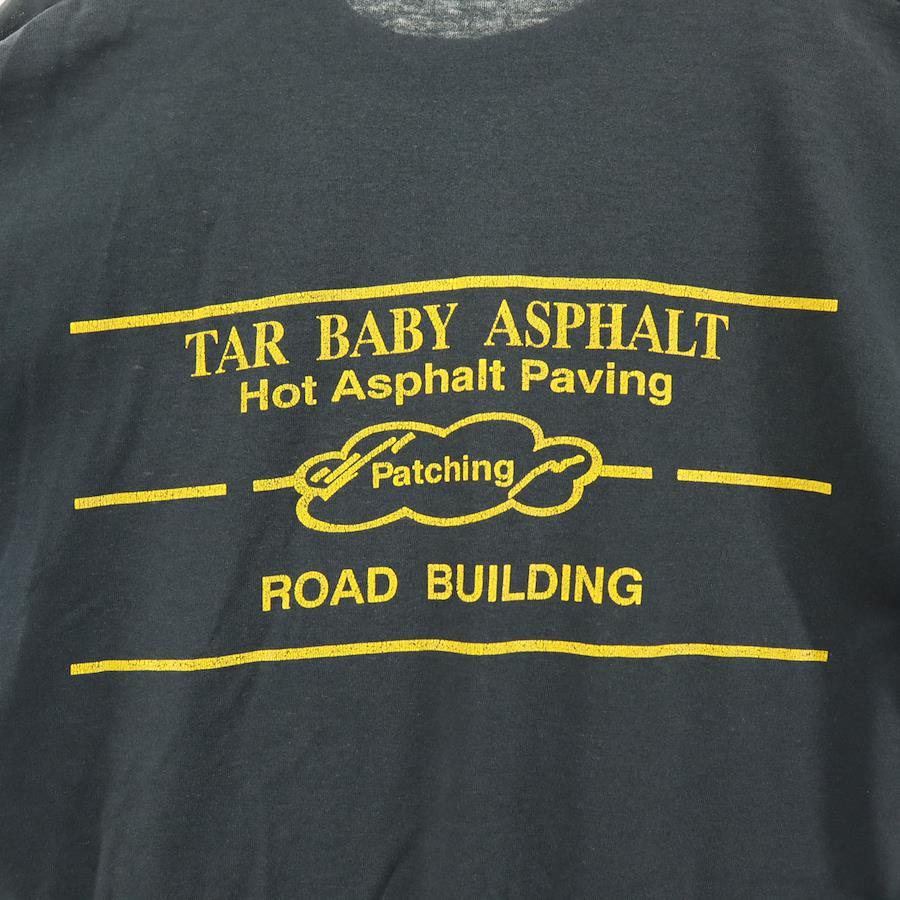 TAR BABY ASPHALT
Hot Asphalt Paving
Patching
ROAD BUILDING